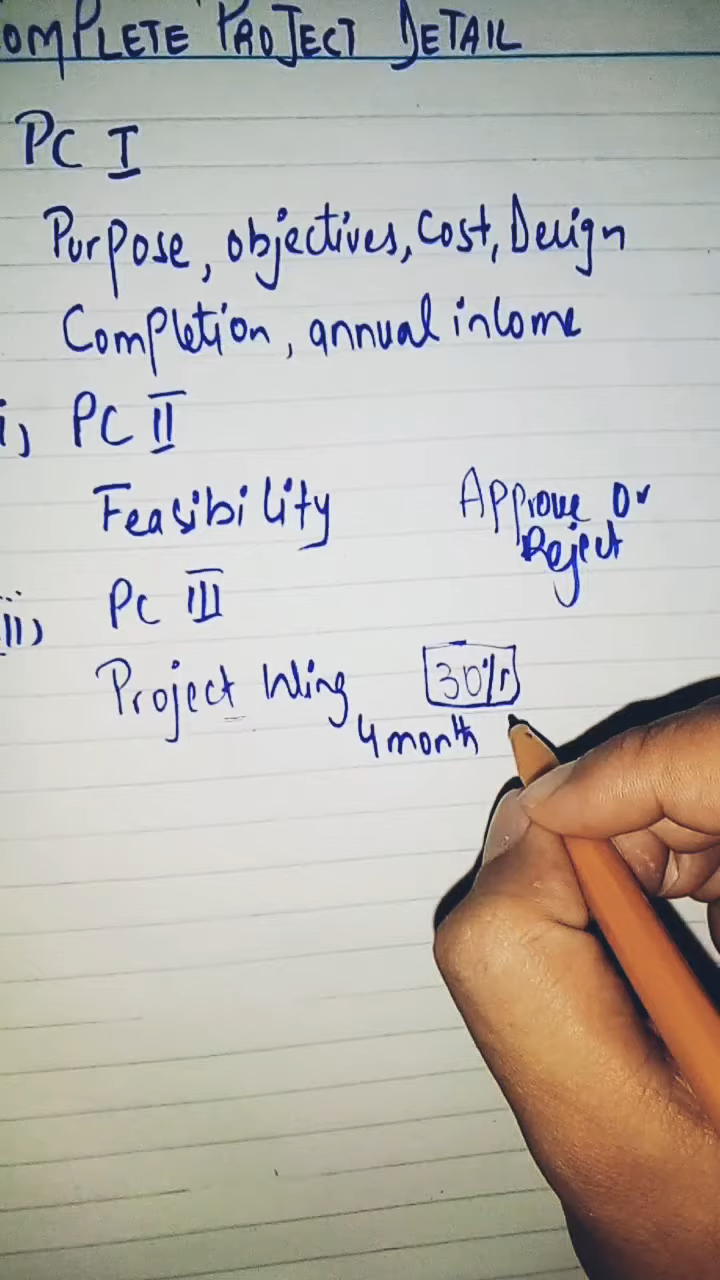 OMPLETE PROJECT DETAIL
PC I
Purpose, objectives, Cost, Design
Completion, annual income
i) PC II
Feasibility
Approve or
Reject
ii) PC III
Project
30%
4 month